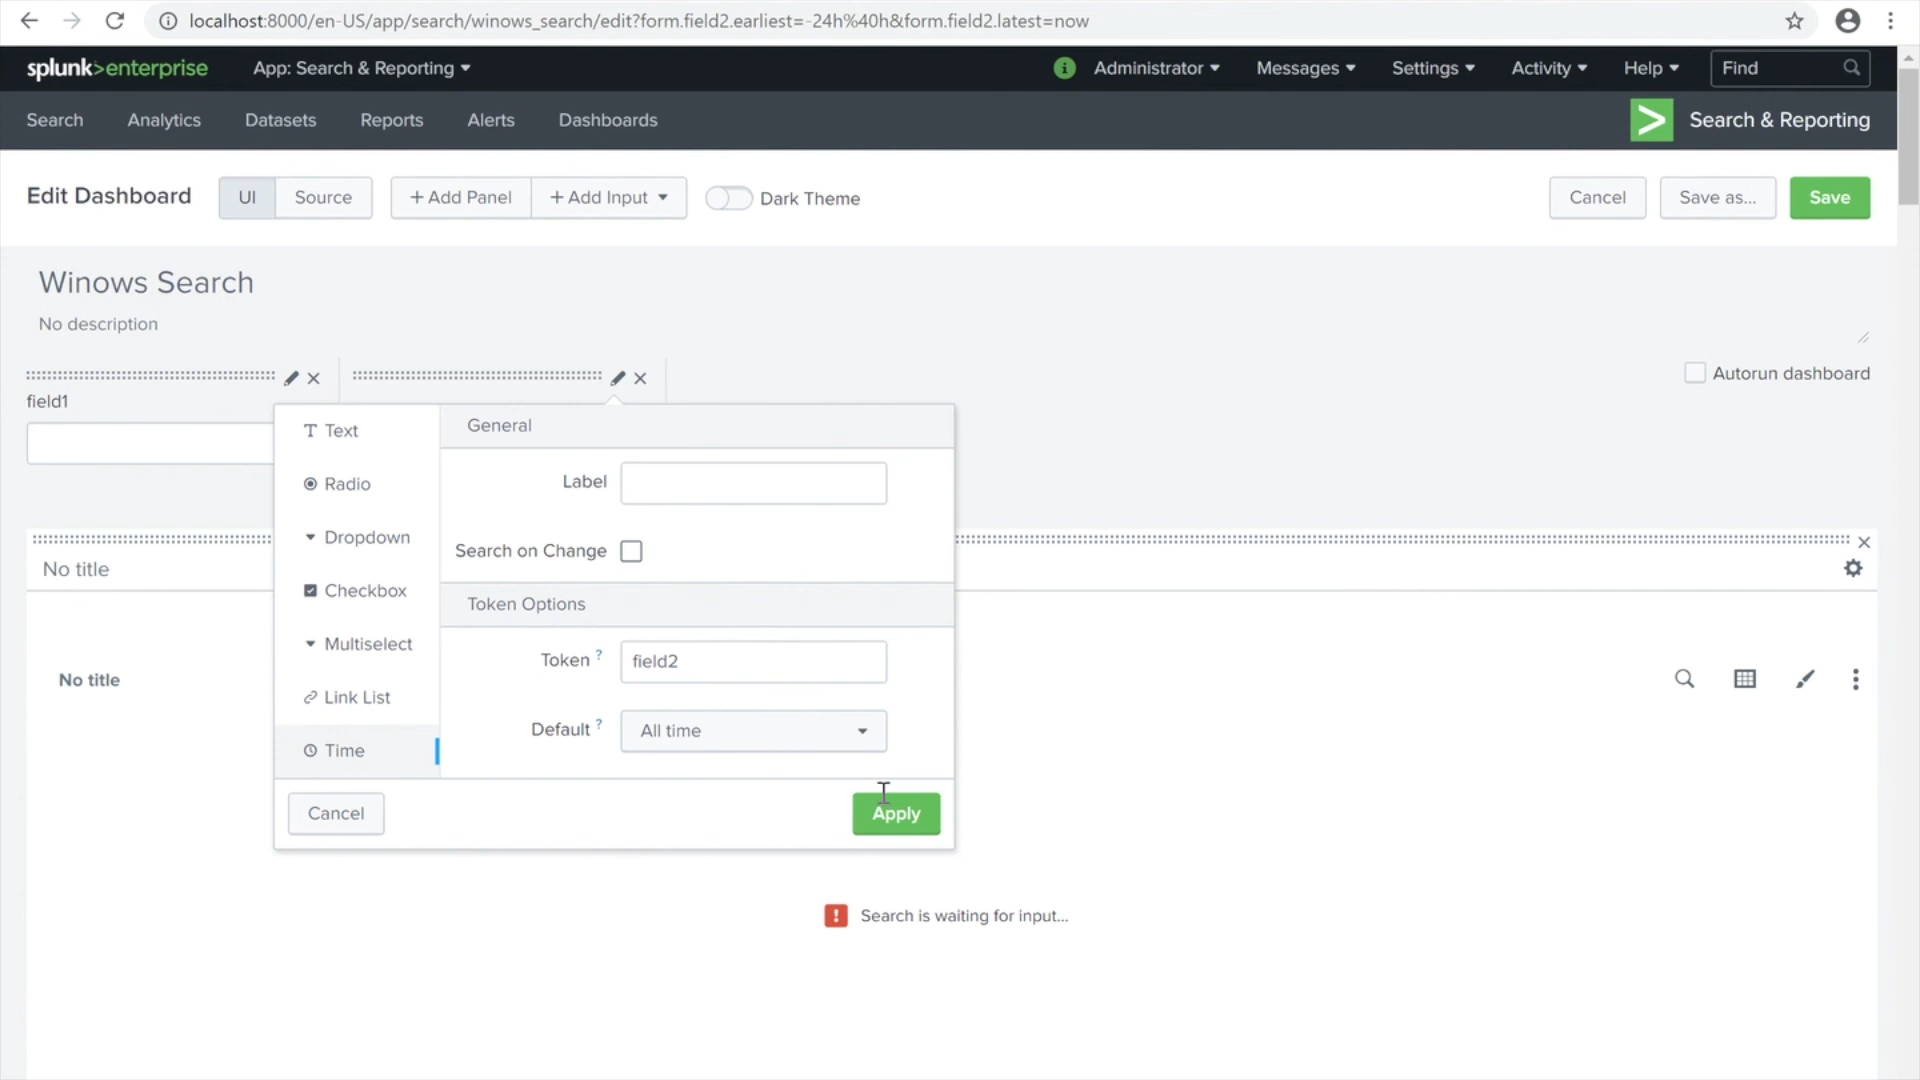 localhost:8000/en-US/app/search/winows_search/edit?form.field2.earliest=-24h%40h&form.field2.latest=now
splunk>enterprise App: Search & Reporting i Administrator Messages Settings Activity Help Find
Search Analytics Datasets Reports Alerts Dashboards Search & Reporting
Edit Dashboard UI Source + Add Panel + Add Input Dark Theme Cancel Save as... Save
Winows Search
No description
Autorun dashboard
field1
Text
Radio
Dropdown
Checkbox
Multiselect
Link List
Time
General
Label
Search on Change
Token Options
Token ? field2
Default ? All time
Cancel Apply
No title
No title
Search is waiting for input...